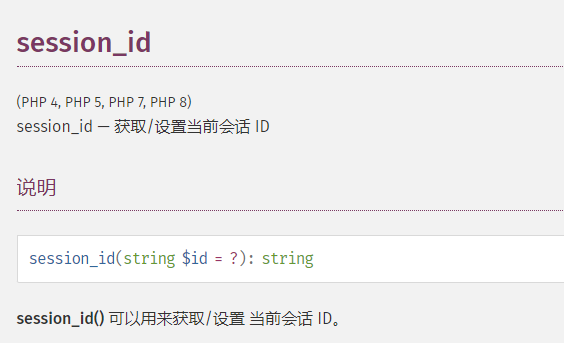 session_id
(PHP 4, PHP 5, PHP 7, PHP 8)
session_id — 获取/设置当前会话 ID
说明
session_id(string $id = ?): string
session_id() 可以用来获取/设置 当前会话 ID。